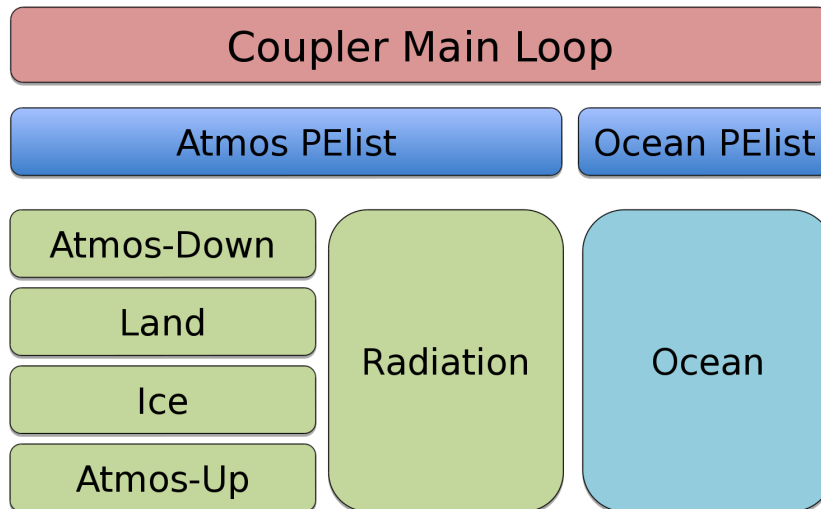 Coupler Main Loop
Atmos PElist
Ocean PElist
Atmos-Down
Land
Ice
Atmos-Up
Radiation
Ocean